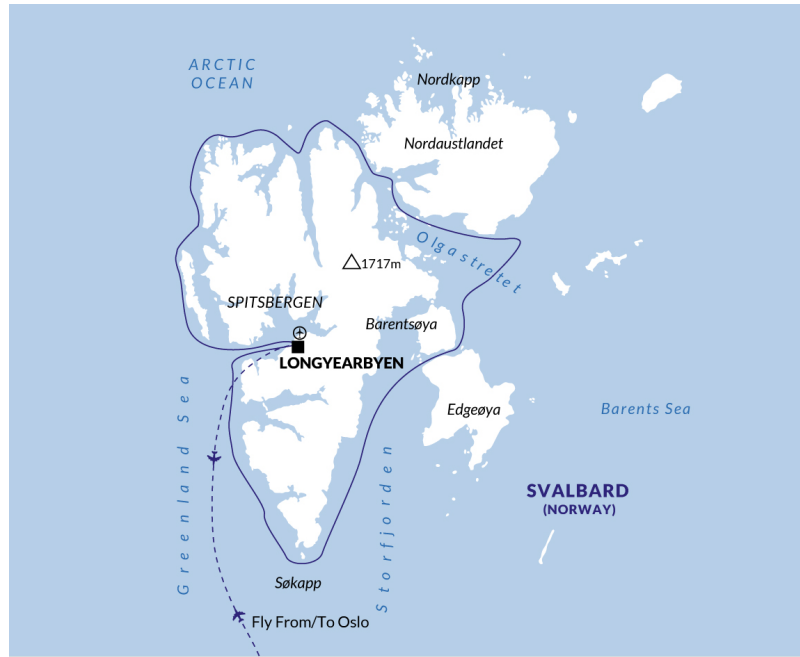 ARCTIC
OCEAN
Nordkapp
Nordaustlandet
Olgastretet
1717m
SPITSBERGEN
Barentsøya
LONGYEARBYEN
Edgeøya
Barents Sea
Greenland Sea
Storfjorden
SVALBARD
(NORWAY)
Søkapp
Fly From/To Oslo